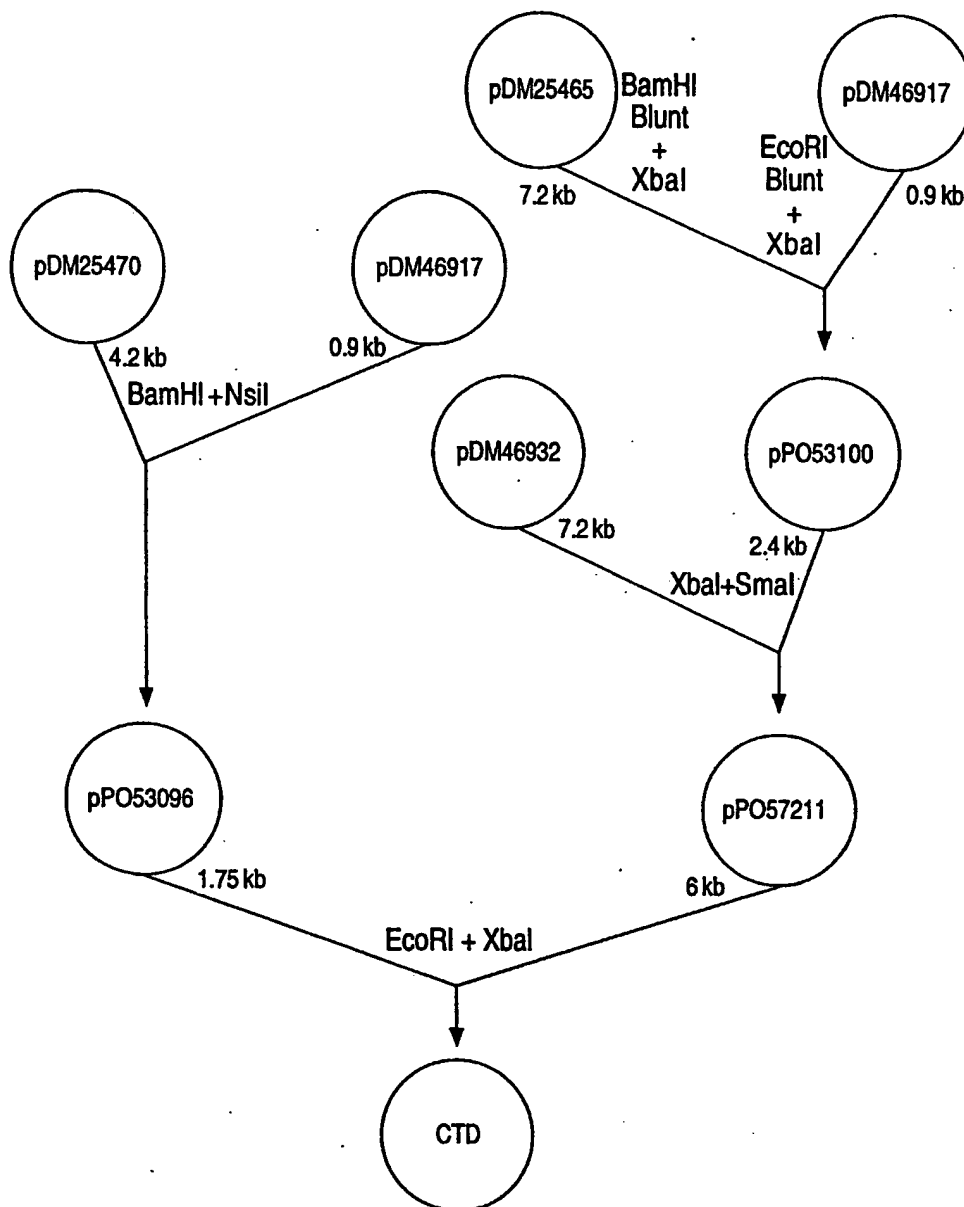 pDM25465
BamHI
Blunt
+
XbaI
7.2 kb
pDM46917
EcoRI
Blunt
+
XbaI
0.9 kb
pDM25470
4.2 kb
pDM46917
0.9 kb
BamHI +NsiI
pDM46932
7.2 kb
pPO53100
2.4 kb
XbaI+SmaI
pPO53096
1.75 kb
pPO57211
6 kb
EcoRI + XbaI
CTD